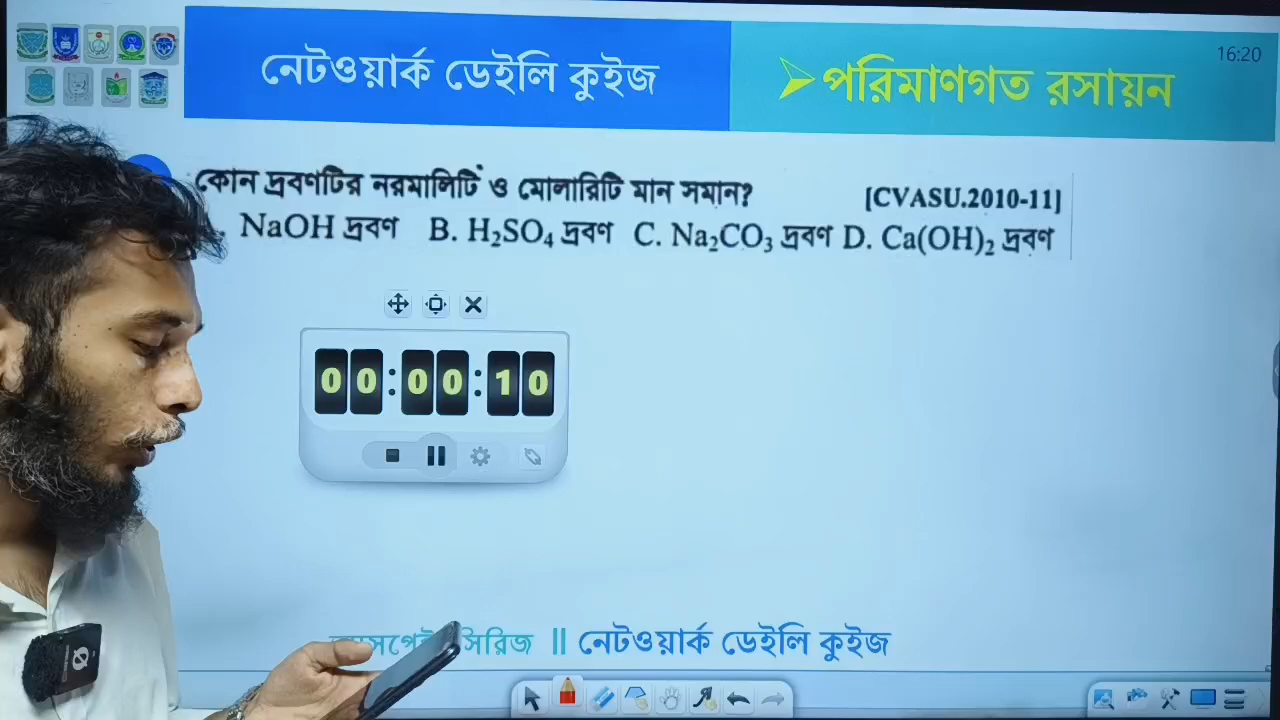 নেটওয়ার্ক ডেইলি কুইজ
➢পরিমাণগত রসায়ন
16:20
কোন দ্রবণটির নরমালিটি ও মোলারিটি মান সমান? [CVASU.2010-11]
NaOH দ্রবণ B. H₂SO₄ দ্রবণ C. Na₂CO₃ দ্রবণ D. Ca(OH)₂ দ্রবণ
00:00:10
সিরিজ || নেটওয়ার্ক ডেইলি কুইজ